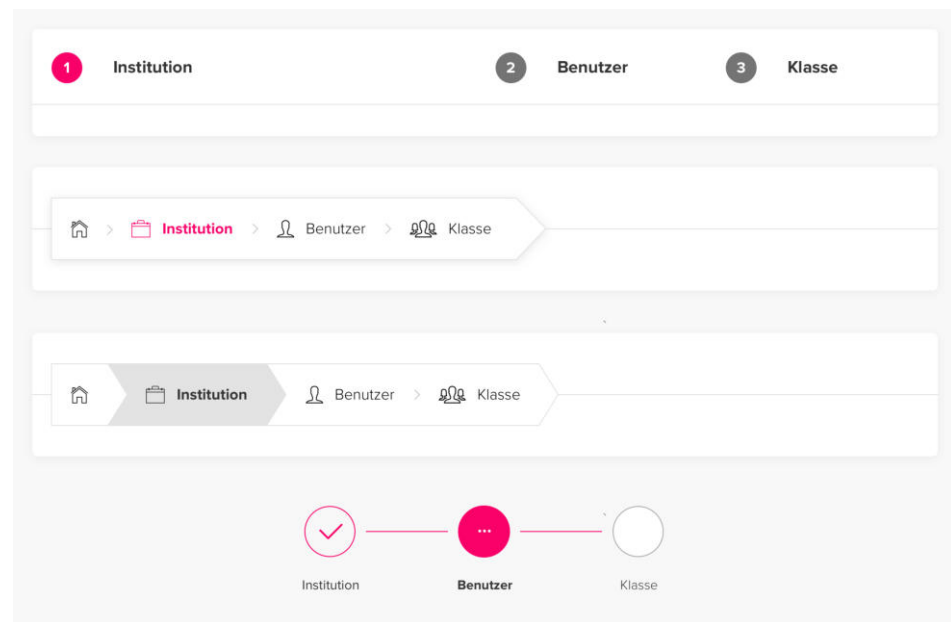 1 Institution 2 Benutzer 3 Klasse
> Institution > Benutzer > Klasse
Institution Benutzer > Klasse
...
Institution Benutzer Klasse